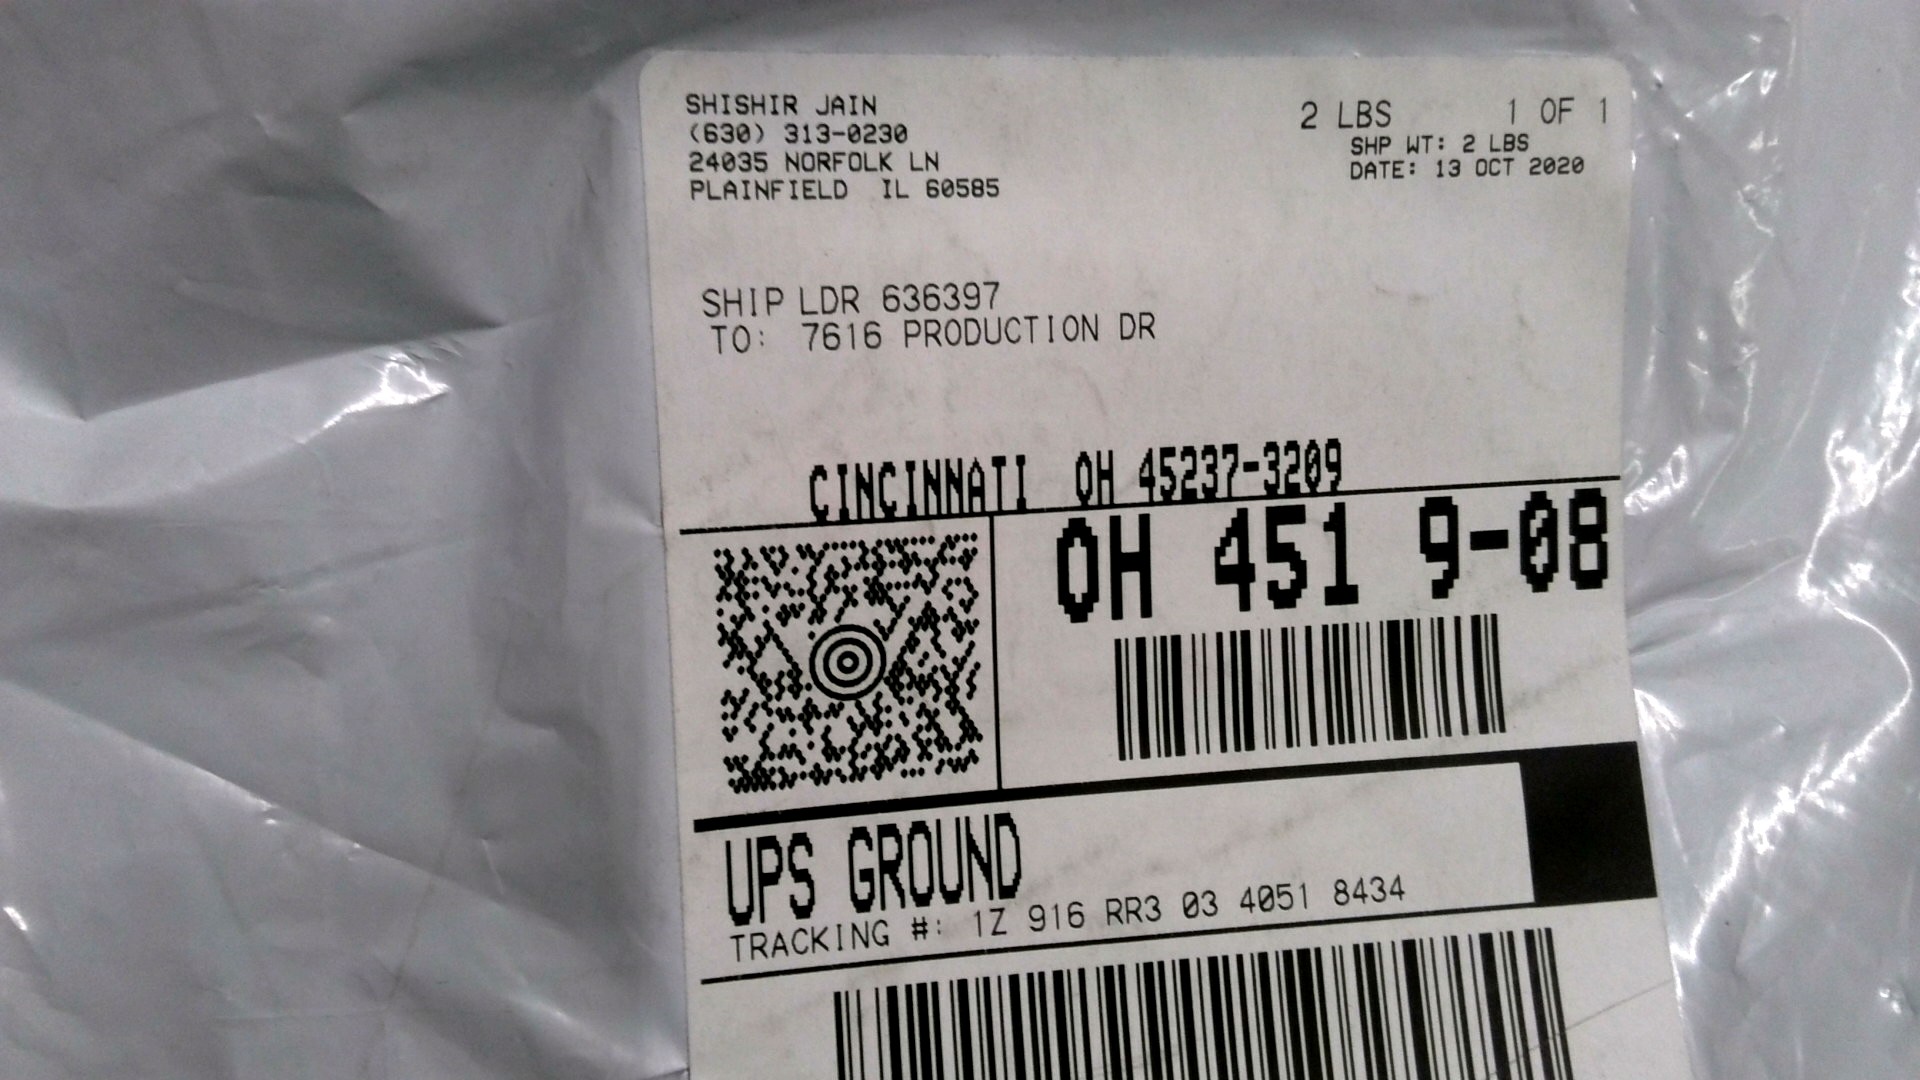 SHISHIR JAIN
(630) 313-0230
24035 NORFOLK LN
PLAINFIELD IL 60585
2 LBS 1 OF 1
SHP WT: 2 LBS
DATE: 13 OCT 2020
SHIP LDR 636397
TO: 7616 PRODUCTION DR
CINCINNATI OH 45237-3209
OH 451 9-08
UPS GROUND
TRACKING #: 1Z 916 RR3 03 4051 8434